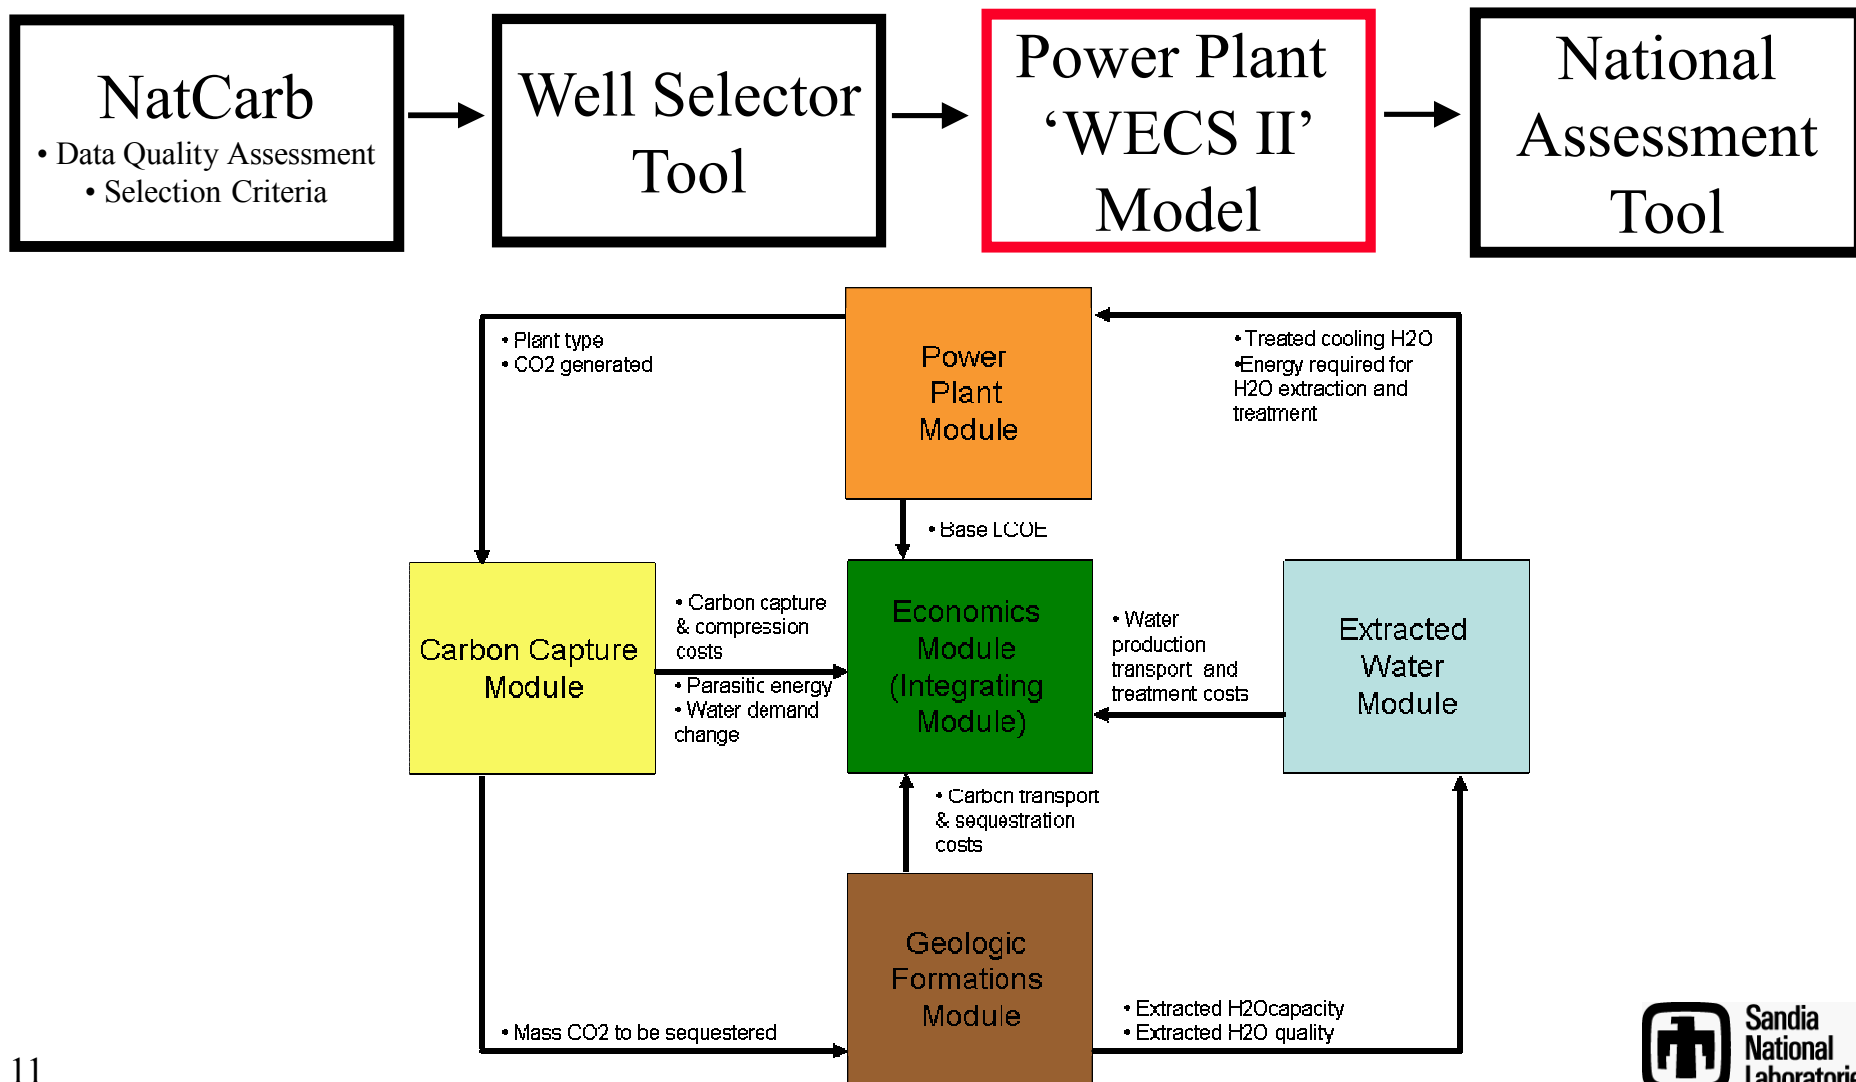 NatCarb
• Data Quality Assessment
• Selection Criteria
Well Selector
Tool
Power Plant
‘WECS II’
Model
National
Assessment
Tool
• Plant type
• CO2 generated
Power
Plant
Module
• Treated cooling H2O
•Energy required for
H2O extraction and
treatment
• Base LCOE
Carbon Capture
Module
• Carbon capture
& compression
costs
• Parasitic energy
• Water demand
change
Economics
Module
(Integrating
Module)
• Water
production
transport and
treatment costs
Extracted
Water
Module
• Carbon transport
& sequestration
costs
Geologic
Formations
Module
• Mass CO2 to be sequestered
• Extracted H2Ocapacity
• Extracted H2O quality
11
Sandia
National
Laboratorie